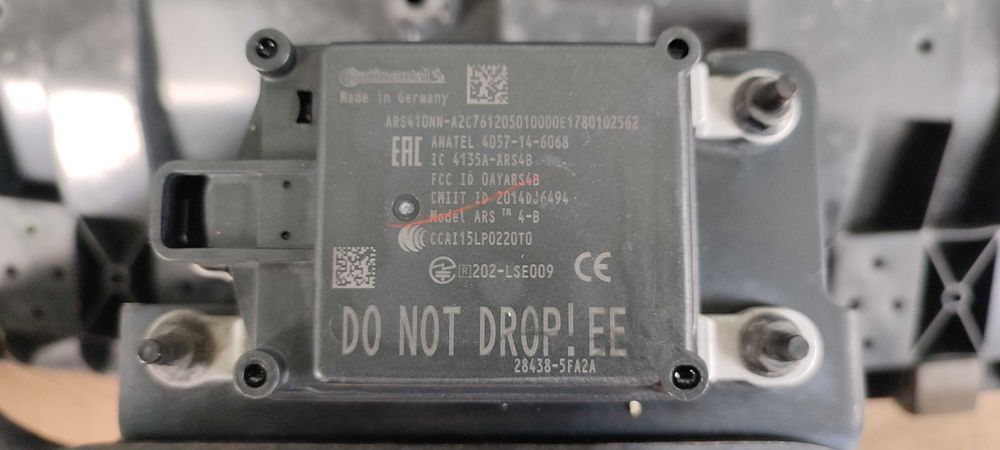 Continental
Made in Germany
ARS410NN-A2C761205010000E1780102562
ANATEL 4057-14-6068
EAC
IC 4135A-ARS4B
FCC ID OAYARS4B
CMIIT ID 2014DJ6494
Model ARS ™ 4-B
CCAI15LP0220T0
R 202-LSE009
CE
DO NOT DROP! EE
28438-5FA2A